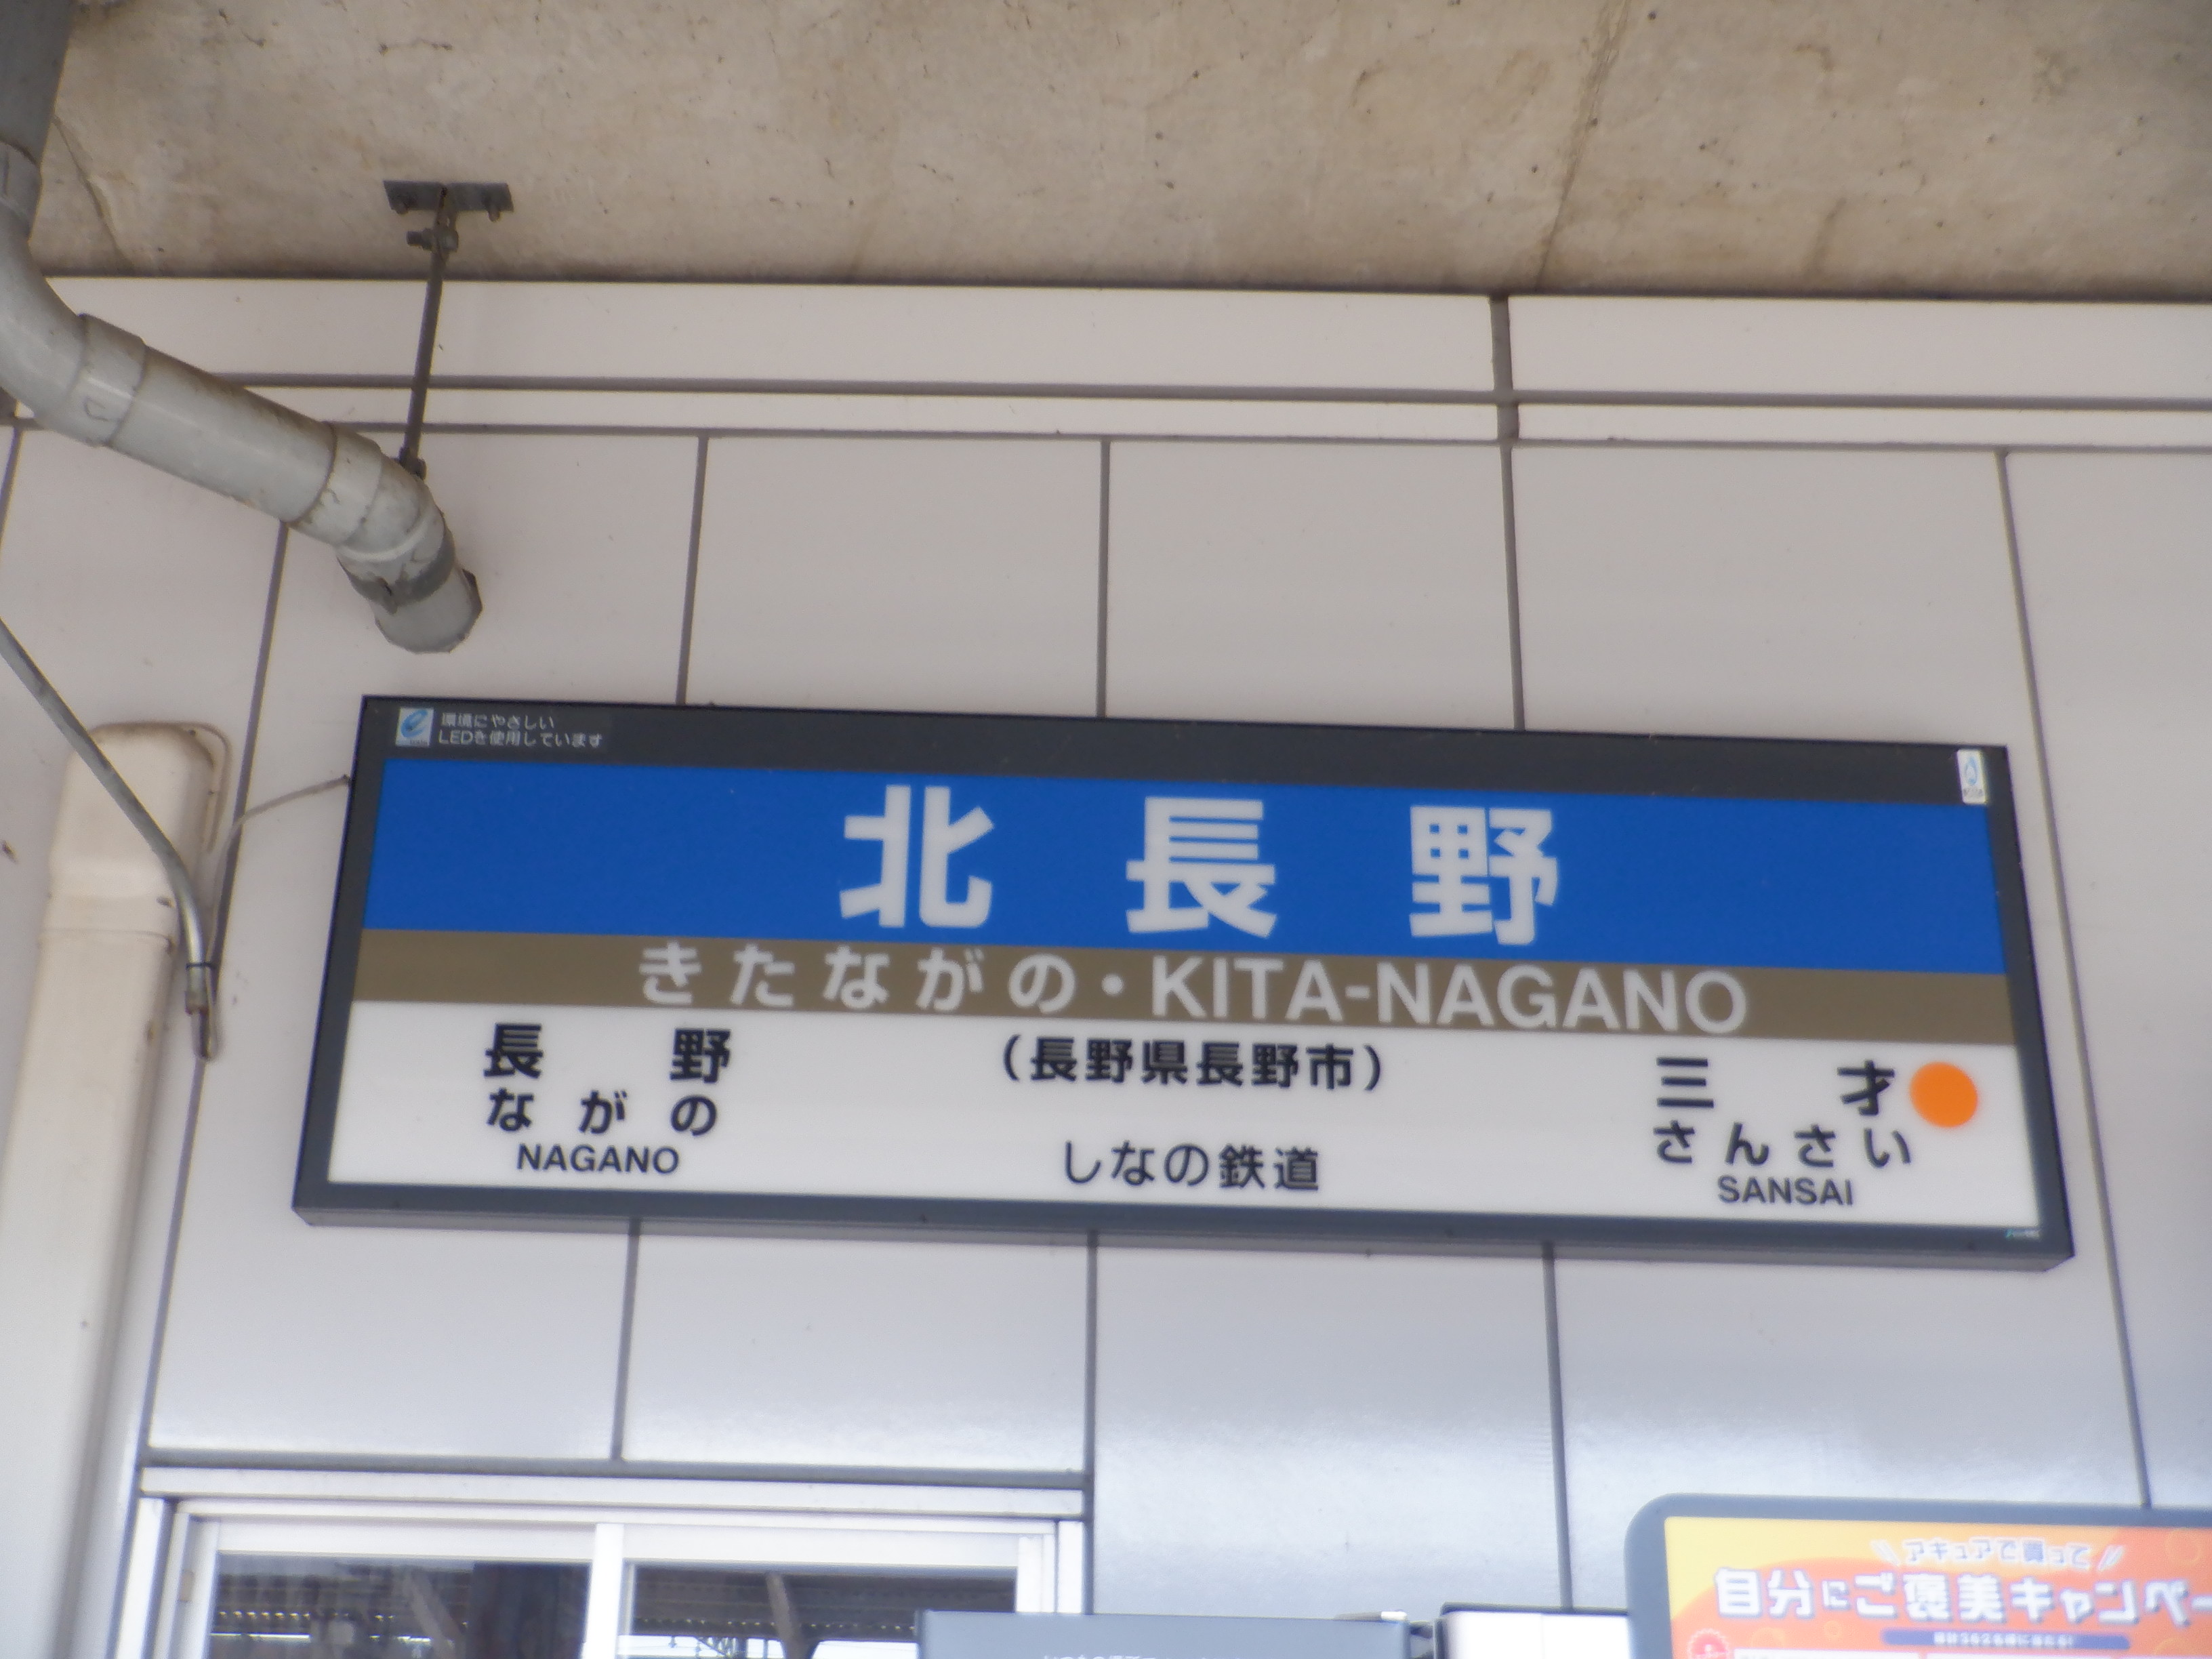 環境にやさしい
LEDを使用しています
北長野
きたながの・KITA-NAGANO
長野
ながの
NAGANO
(長野県長野市)
しなの鉄道
三才
さんさい
SANSAI
アキュアで買って
自分にご褒美キャンペー